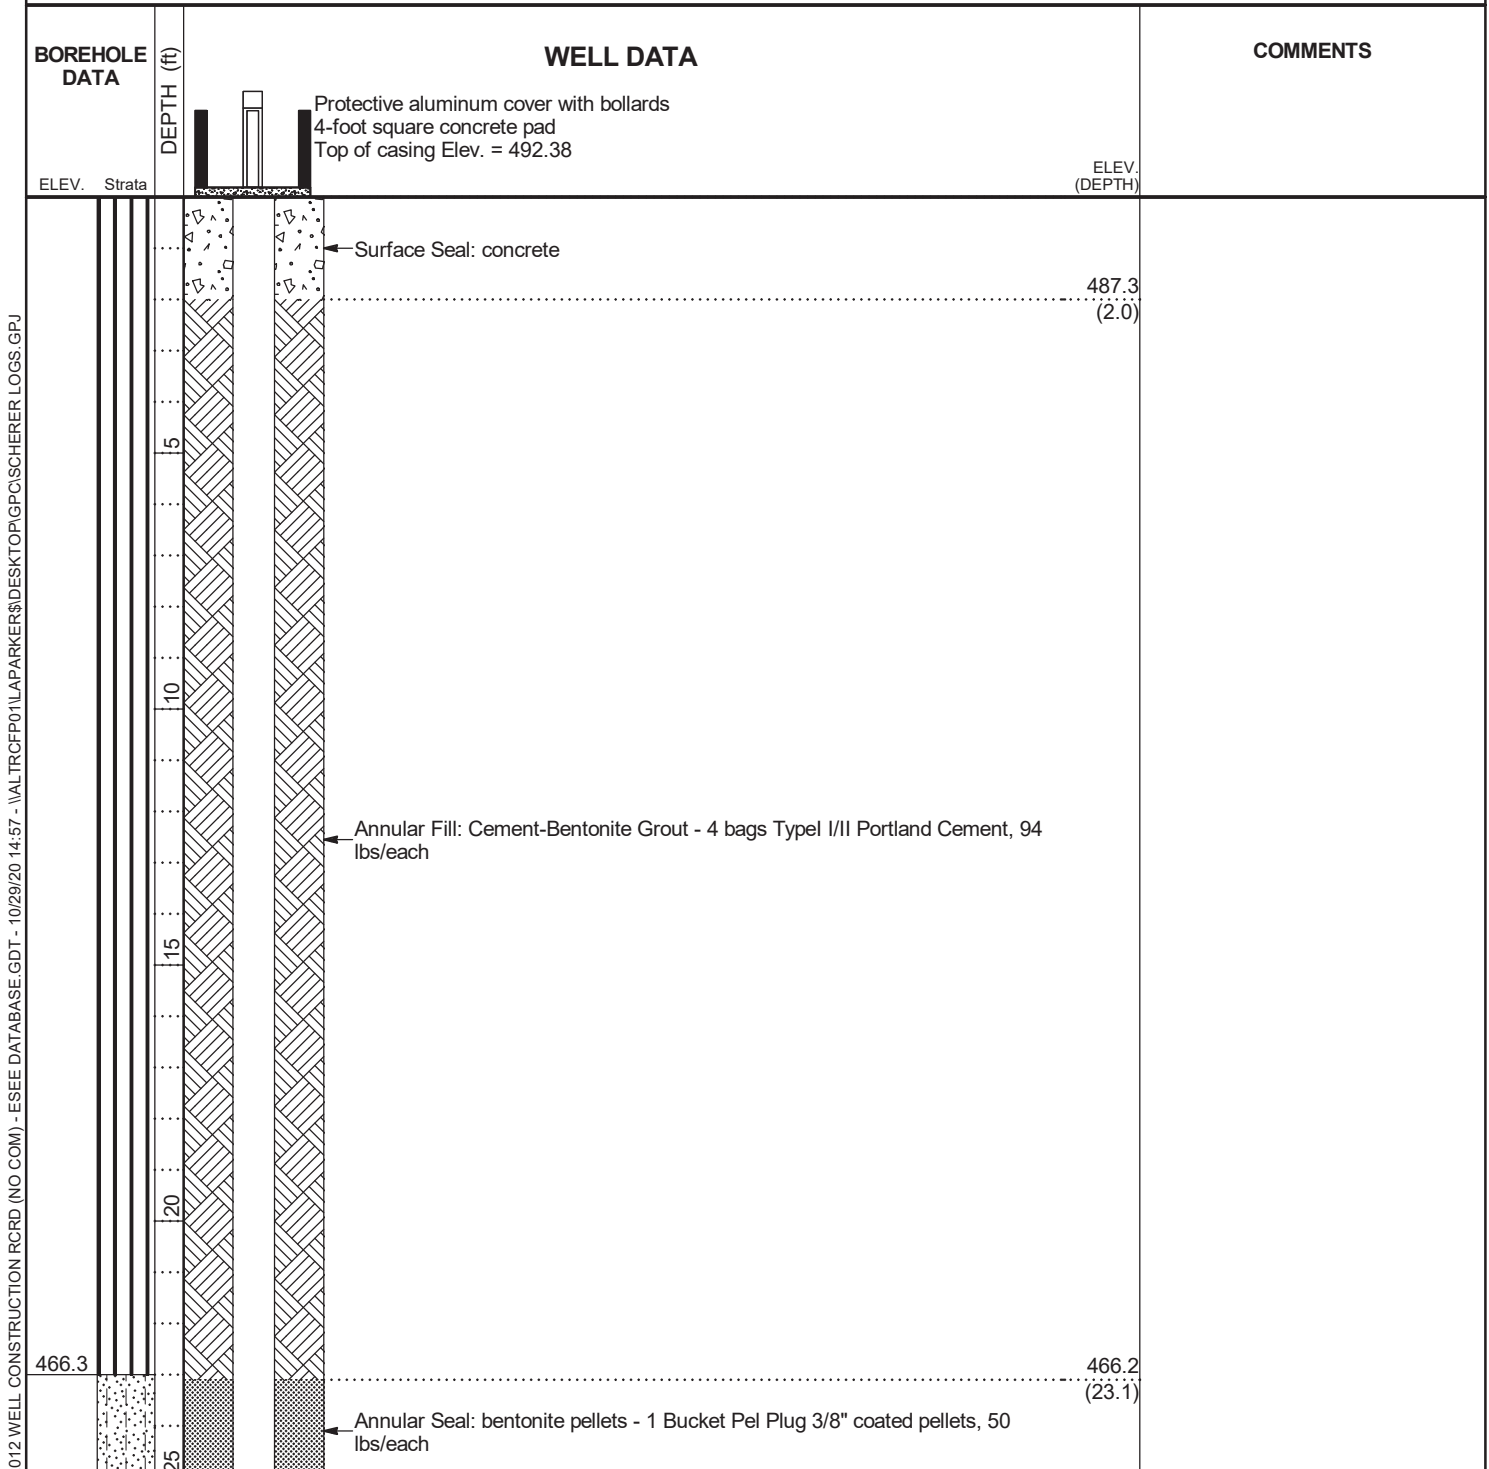 BOREHOLE
DATA
DEPTH (ft)
WELL DATA
COMMENTS
Protective aluminum cover with bollards
4-foot square concrete pad
Top of casing Elev. = 492.38
ELEV. Strata
ELEV.
(DEPTH)
Surface Seal: concrete
487.3
(2.0)
5
10
Annular Fill: Cement-Bentonite Grout - 4 bags TypeI I/II Portland Cement, 94
lbs/each
15
20
466.3
466.2
(23.1)
Annular Seal: bentonite pellets - 1 Bucket Pel Plug 3/8" coated pellets, 50
lbs/each
25
012 WELL CONSTRUCTION RCRD (NO COM) - ESEE DATABASE.GDT - 10/29/20 14:57 - \\ALTRCFP01\LAPARKER$\DESKTOP\GPC\SCHERER LOGS.GPJ